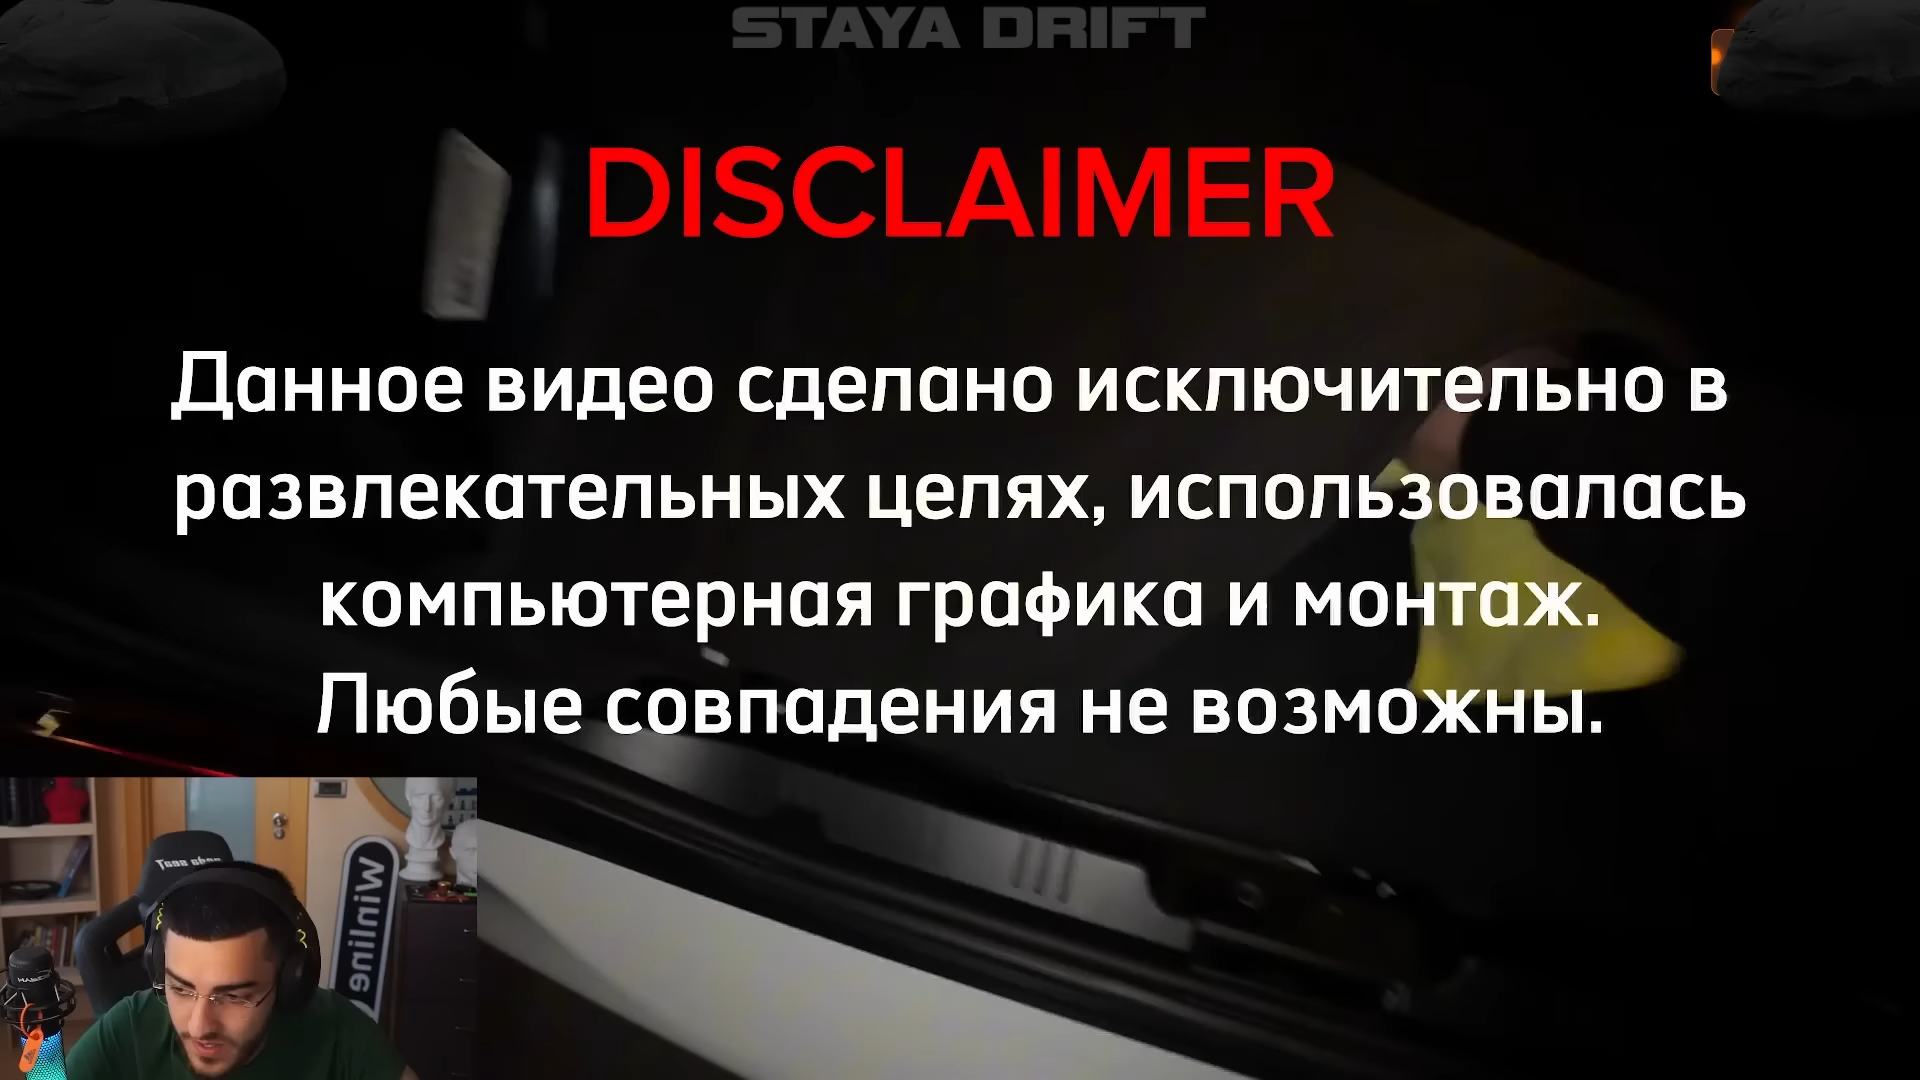 STAYA DRIFT
DISCLAIMER
Данное видео сделано исключительно в
развлекательных целях, использовалась
компьютерная графика и монтаж.
Любые совпадения не возможны.
winline